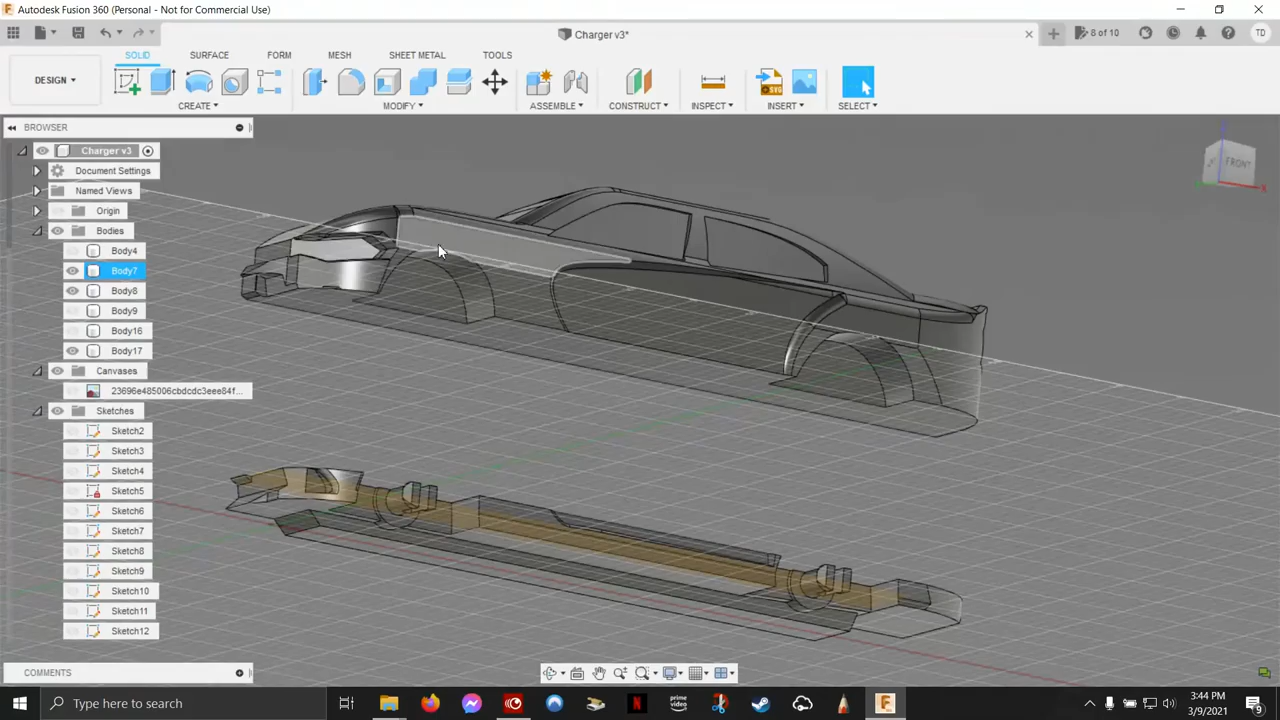 Autodesk Fusion 360 (Personal - Not for Commercial Use)
Charger v3*
8 of 10
TD
DESIGN
SOLID
SURFACE
FORM
MESH
SHEET METAL
TOOLS
CREATE
MODIFY
ASSEMBLE
CONSTRUCT
INSPECT
INSERT
SELECT
BROWSER
Charger v3
Document Settings
Named Views
Origin
Bodies
Body4
Body7
Body8
Body9
Body16
Body17
Canvases
23696e485006cbdcdc3eee84f...
Sketches
Sketch2
Sketch3
Sketch4
Sketch5
Sketch6
Sketch7
Sketch8
Sketch9
Sketch10
Sketch11
Sketch12
FRONT
COMMENTS
Type here to search
prime video
3:44 PM
3/9/2021